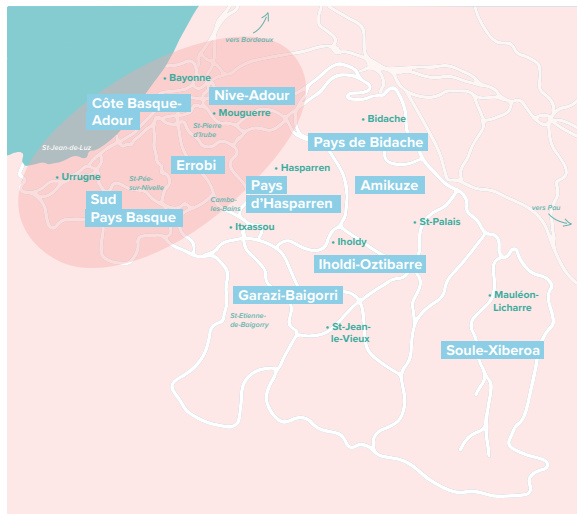 vers Bordeaux
Bayonne
Nive-Adour
Côte Basque-
Adour
Mouguerre
Bidache
St-Pierre
d'Irube
Pays de Bidache
St-Jean-de-Luz
Errobi
Hasparren
Urrugne
St-Pée-
sur-Nivelle
Pays
d'Hasparren
Amikuze
Sud
Pays Basque
Cambo-
les-Bains
vers Pau
Itxassou
St-Palais
Iholdy
Iholdi-Oztibarre
Garazi-Baigorri
Mauléon-
Licharre
St-Etienne-
de-Baigorry
St-Jean-
le-Vieux
Soule-Xiberoa